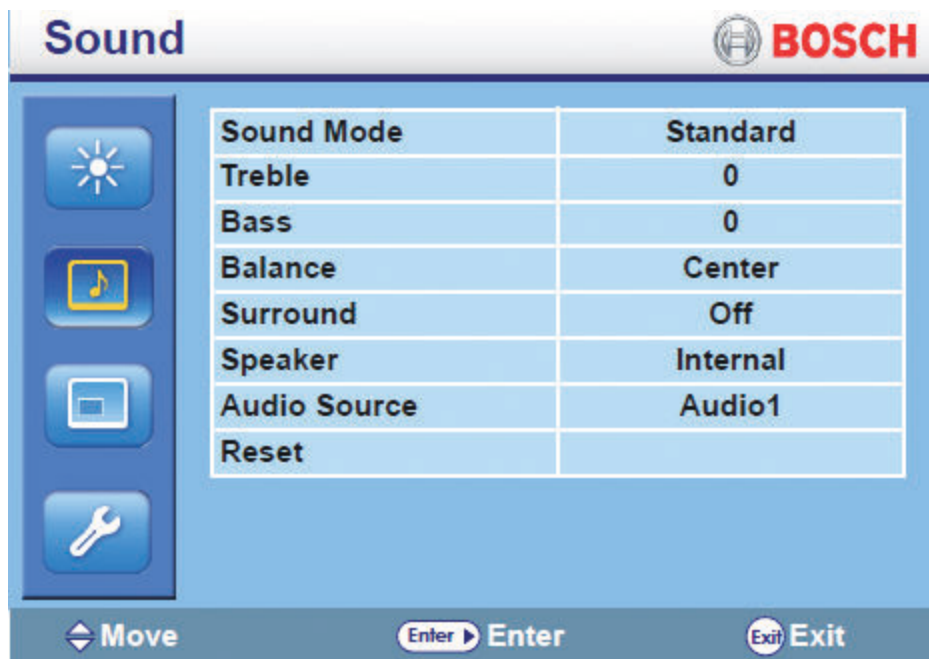 Sound BOSCH
Sound Mode Standard
Treble 0
Bass 0
Balance Center
Surround Off
Speaker Internal
Audio Source Audio1
Reset
Move Enter Enter Exit Exit